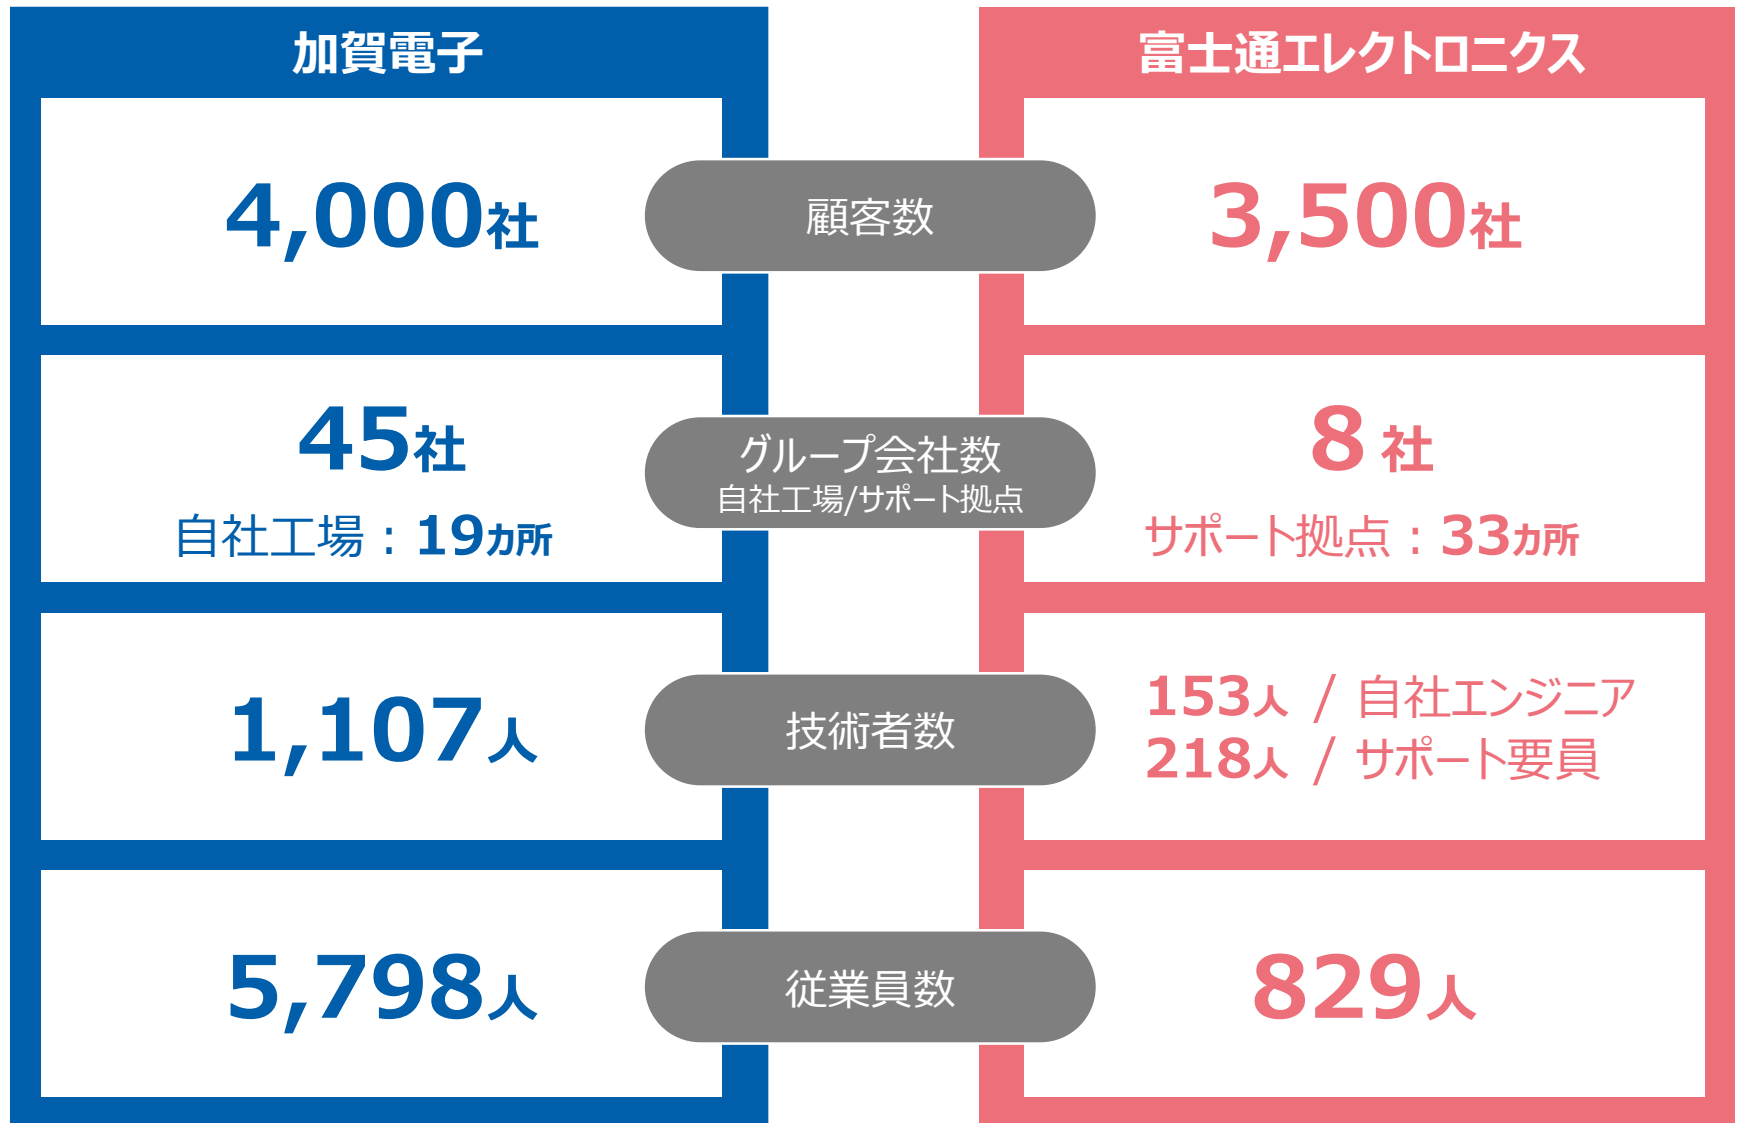 加賀電子
富士通エレクトロニクス
4,000社
顧客数
3,500社
45社
自社工場：19カ所
グループ会社数
自社工場/サポート拠点
8 社
サポート拠点：33カ所
1,107人
技術者数
153人 / 自社エンジニア
218人 / サポート要員
5,798人
従業員数
829人